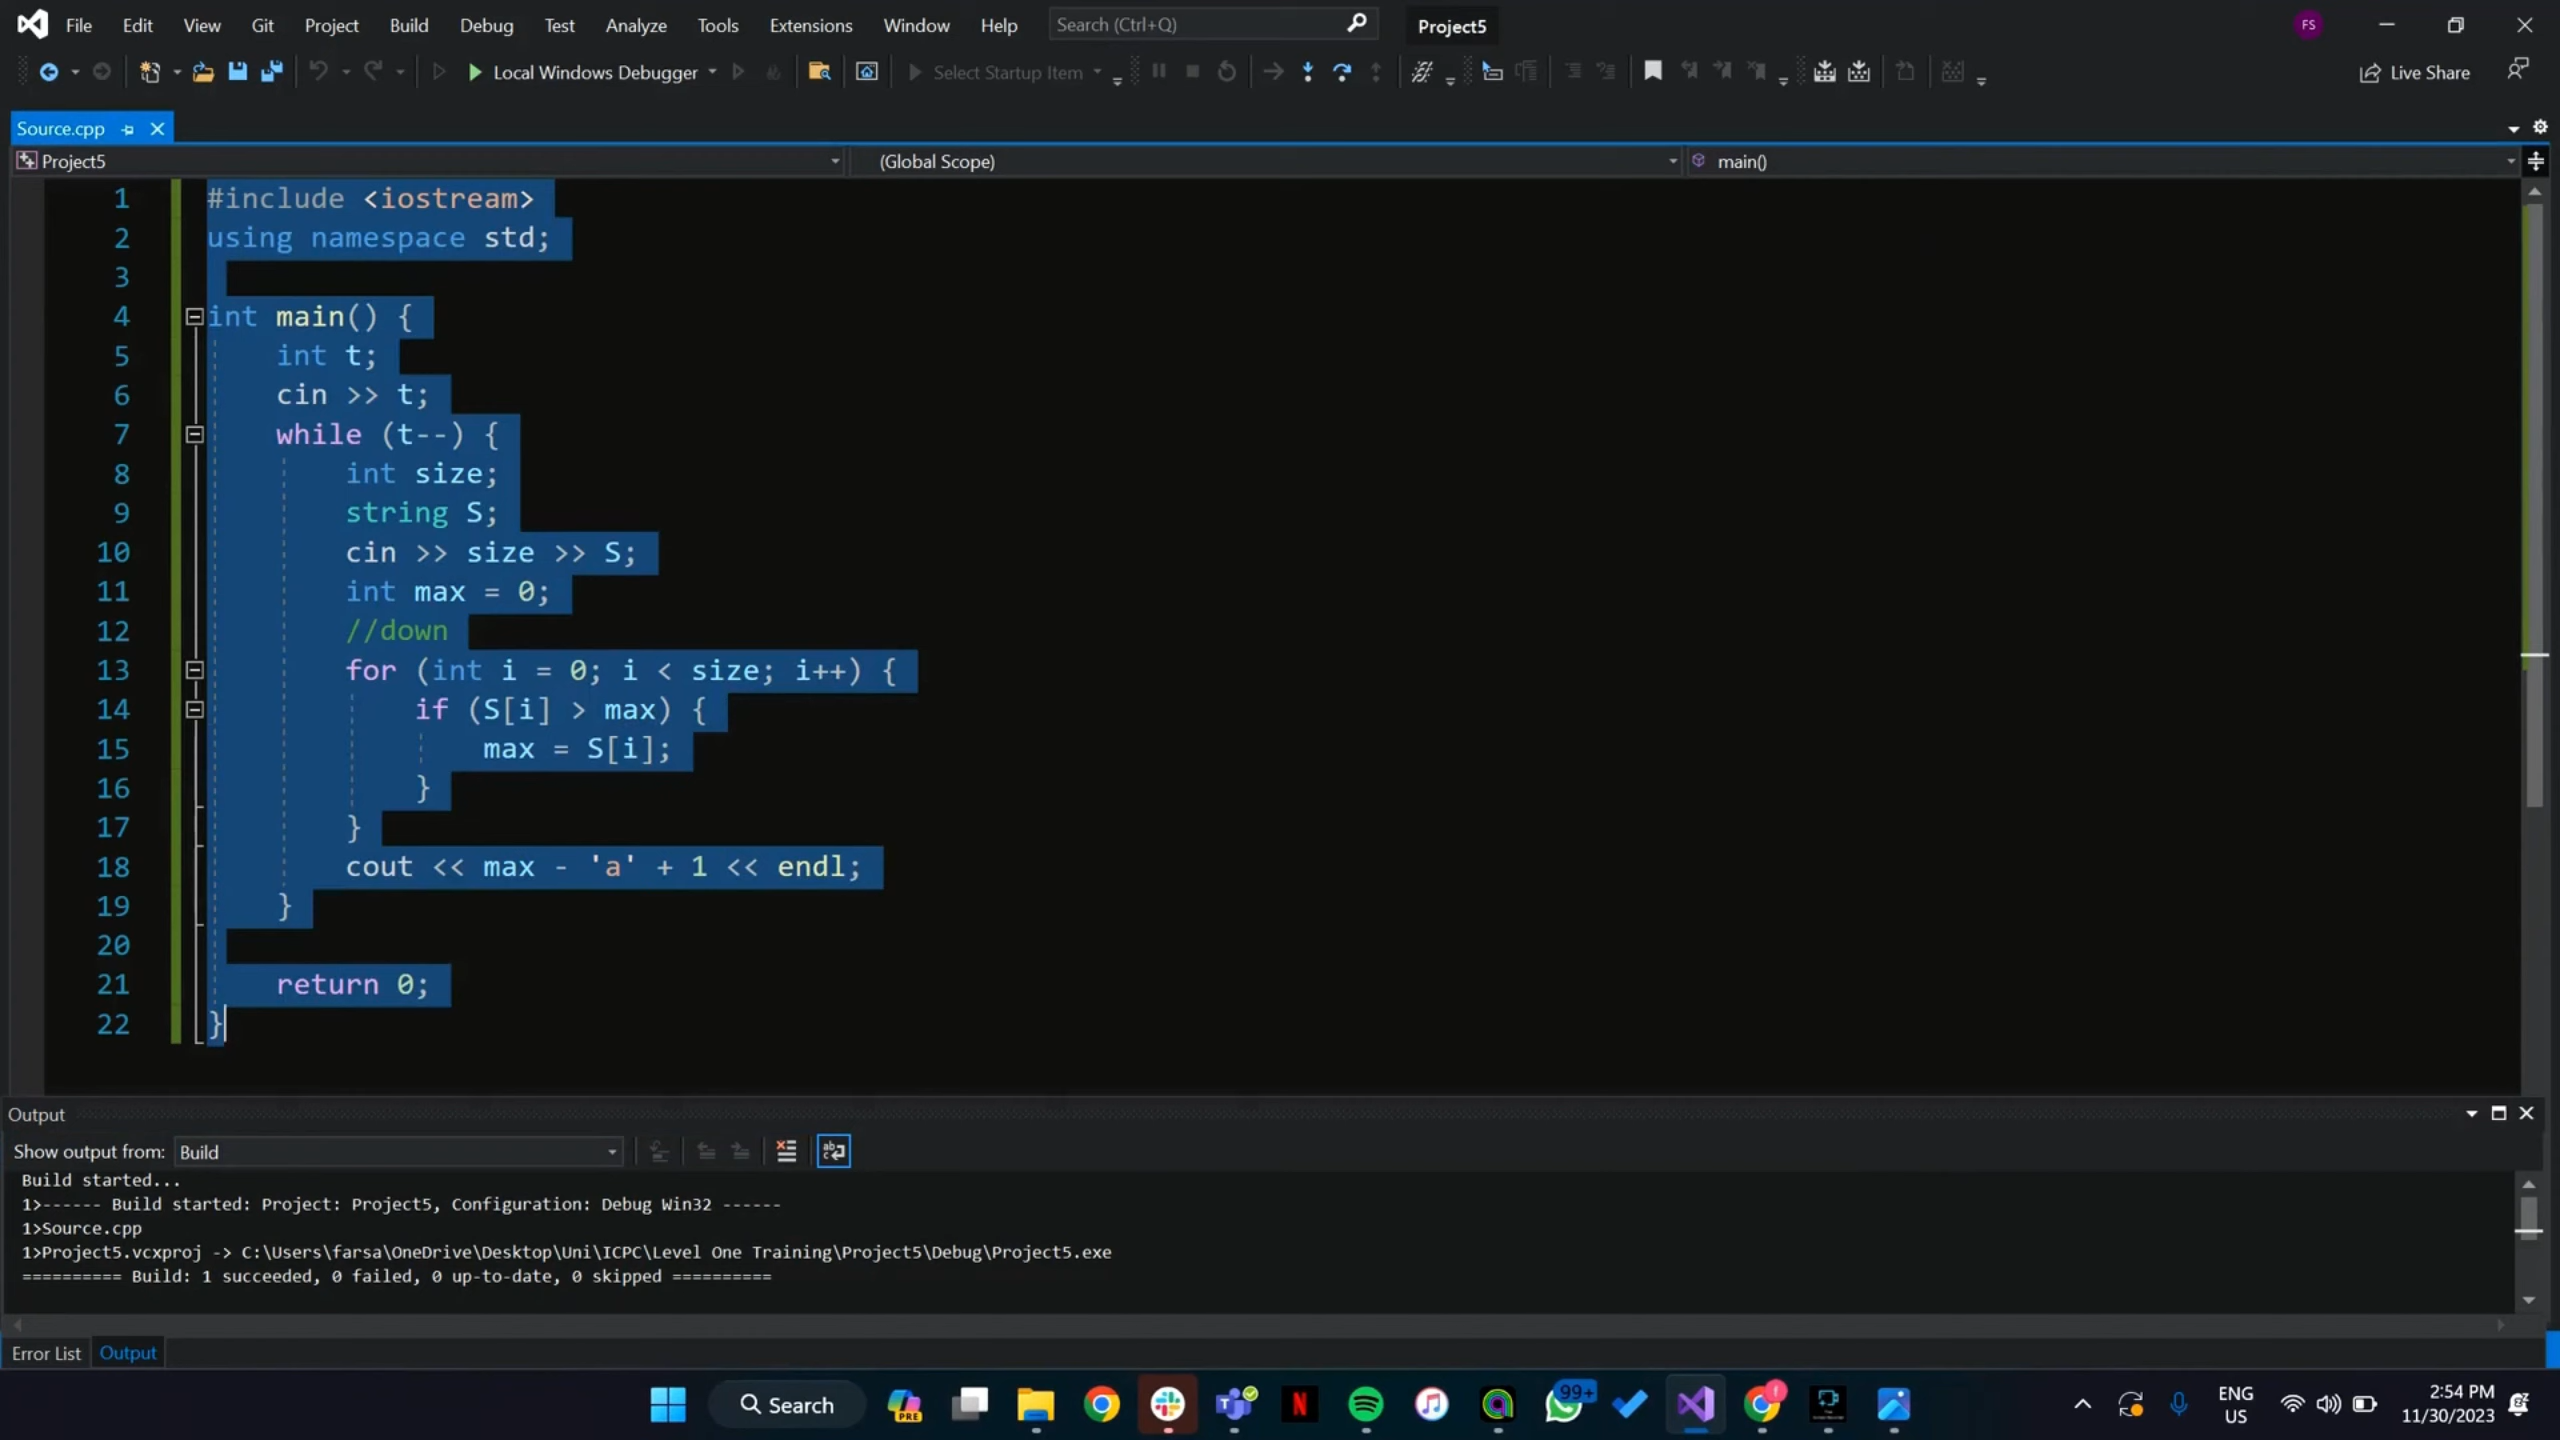 File Edit View Git Project Build Debug Test Analyze Tools Extensions Window Help Search (Ctrl+Q) Project5 FS
Local Windows Debugger Select Startup Item Live Share
Source.cpp
Project5 (Global Scope) main()
1 #include <iostream>
2 using namespace std;
3
4 int main() {
5 int t;
6 cin >> t;
7 while (t--) {
8 int size;
9 string S;
10 cin >> size >> S;
11 int max = 0;
12 //down
13 for (int i = 0; i < size; i++) {
14 if (S[i] > max) {
15 max = S[i];
16 }
17 }
18 cout << max - 'a' + 1 << endl;
19 }
20
21 return 0;
22 }
Output
Show output from: Build
Build started...
1>------ Build started: Project: Project5, Configuration: Debug Win32 ------
1>Source.cpp
1>Project5.vcxproj -> C:\Users\farsa\OneDrive\Desktop\Uni\ICPC\Level One Training\Project5\Debug\Project5.exe
========== Build: 1 succeeded, 0 failed, 0 up-to-date, 0 skipped ==========
Error List Output
Search PRE N 99+ ENG US 2:54 PM
11/30/2023